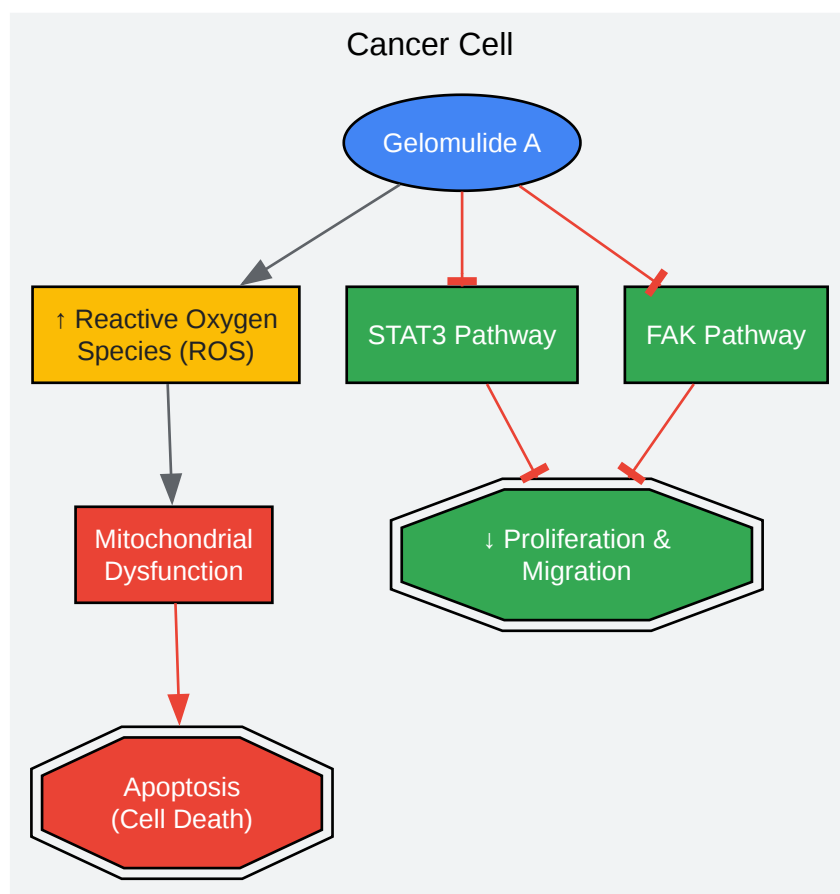 Cancer Cell
Gelomulide A
↑ Reactive Oxygen
Species (ROS)
STAT3 Pathway
FAK Pathway
Mitochondrial
Dysfunction
↓ Proliferation &
Migration
Apoptosis
(Cell Death)